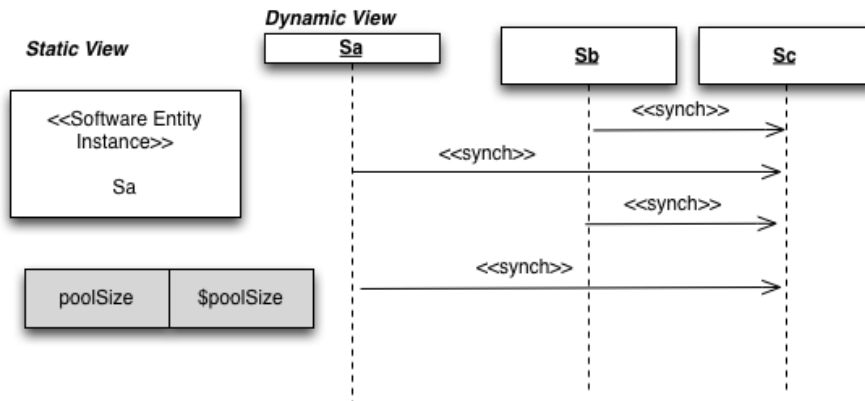 Dynamic View
Static View
Sa
Sb
Sc
<<Software Entity
Instance>>
Sa
<<synch>>
<<synch>>
<<synch>>
<<synch>>
poolSize
$poolSize